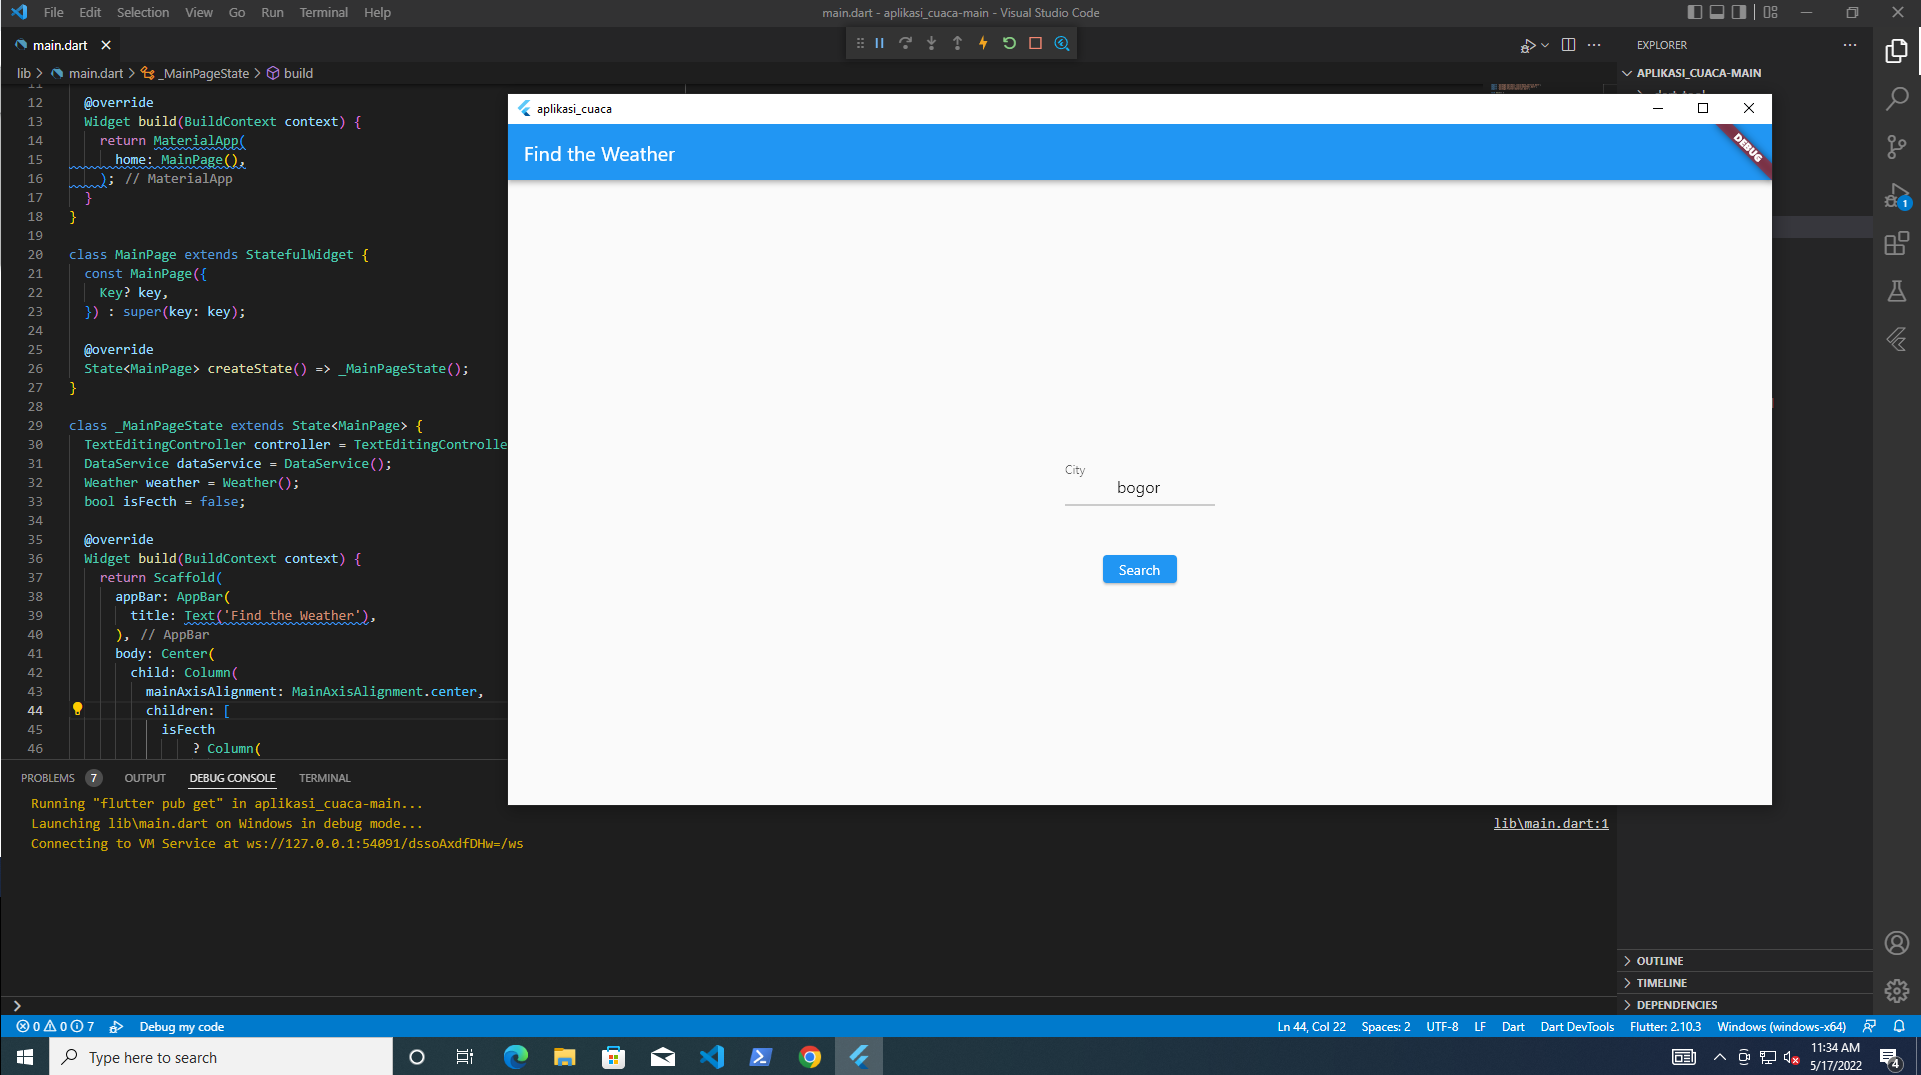 File Edit Selection View Go Run Terminal Help
main.dart - aplikasi_cuaca-main - Visual Studio Code
main.dart
lib > main.dart > _MainPageState > build
11
12 @override
13 Widget build(BuildContext context) {
14 return MaterialApp(
15 home: MainPage(),
16 ); // MaterialApp
17 }
18 }
19
20 class MainPage extends StatefulWidget {
21 const MainPage({
22 Key? key,
23 }) : super(key: key);
24
25 @override
26 State<MainPage> createState() => _MainPageState();
27 }
28
29 class _MainPageState extends State<MainPage> {
30 TextEditingController controller = TextEditingControlle
31 DataService dataService = DataService();
32 Weather weather = Weather();
33 bool isFecth = false;
34
35 @override
36 Widget build(BuildContext context) {
37 return Scaffold(
38 appBar: AppBar(
39 title: Text('Find the Weather'),
40 ), // AppBar
41 body: Center(
42 child: Column(
43 mainAxisAlignment: MainAxisAlignment.center,
44 children: [
45 isFecth
46 ? Column(
aplikasi_cuaca
Find the Weather
DEBUG
City
bogor
Search
EXPLORER
APLIKASI_CUACA-MAIN
1
PROBLEMS 7 OUTPUT DEBUG CONSOLE TERMINAL
Running "flutter pub get" in aplikasi_cuaca-main...
Launching lib\main.dart on Windows in debug mode...
lib\main.dart:1
Connecting to VM Service at ws://127.0.0.1:54091/dssoAxdfDHw=/ws
OUTLINE
TIMELINE
DEPENDENCIES
0 0 7 Debug my code
Ln 44, Col 22 Spaces: 2 UTF-8 LF Dart Dart DevTools Flutter: 2.10.3 Windows (windows-x64)
Type here to search
11:34 AM
5/17/2022
4